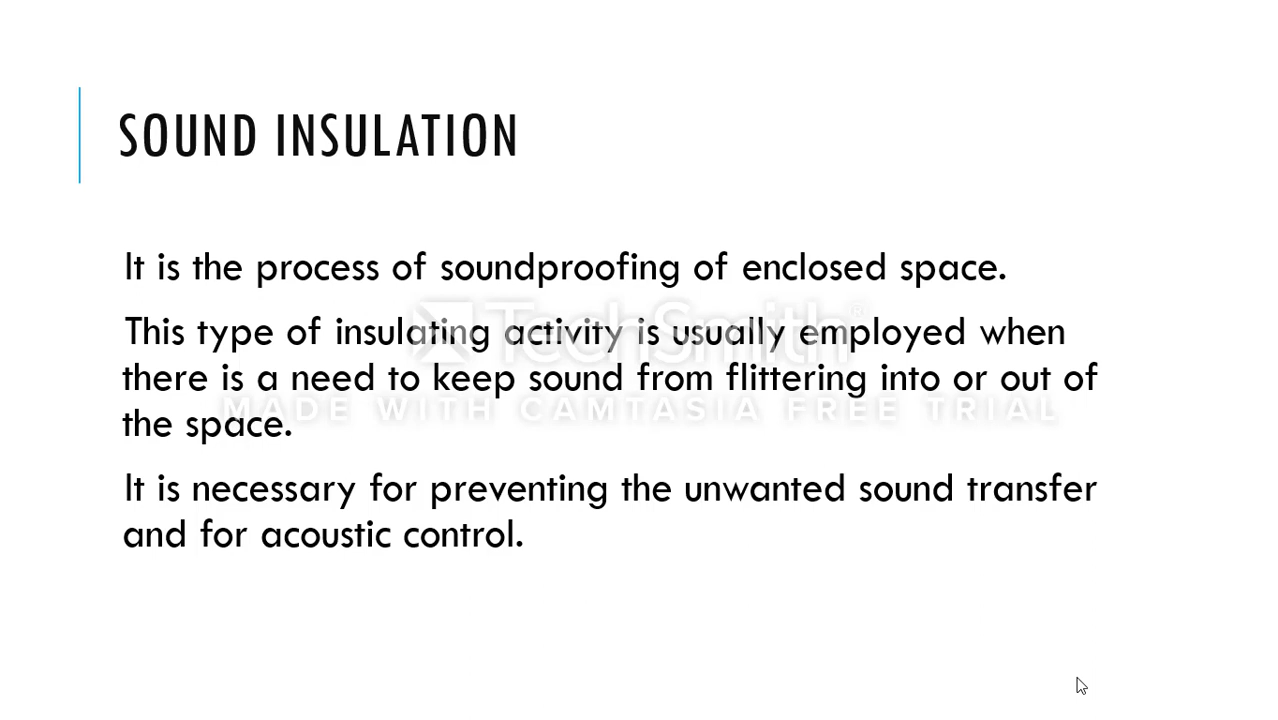 SOUND INSULATION
It is the process of soundproofing of enclosed space.
This type of insulating activity is usually employed when
there is a need to keep sound from flittering into or out of
the space.
It is necessary for preventing the unwanted sound transfer
and for acoustic control.
TechSmith®
MADE WITH CAMTASIA FREE TRIAL